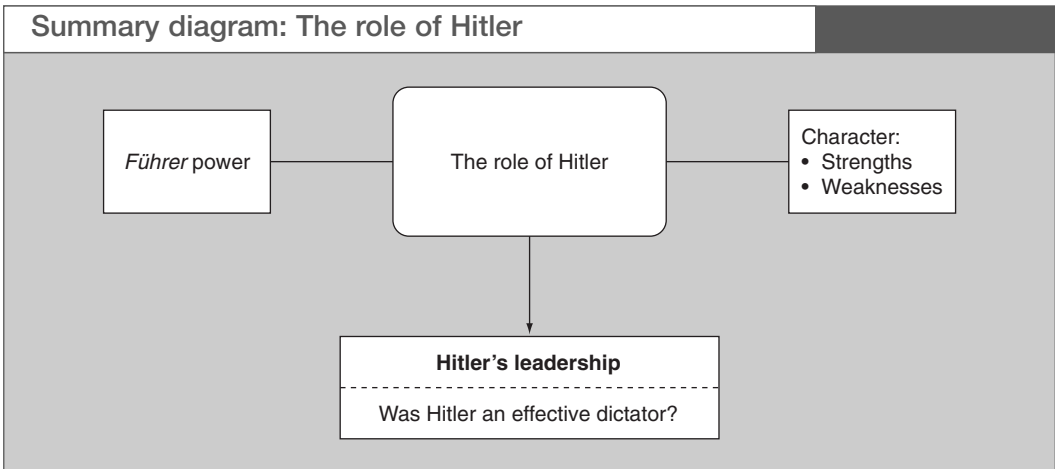 Summary diagram: The role of Hitler
Führer power
The role of Hitler
Character:
• Strengths
• Weaknesses
Hitler's leadership
Was Hitler an effective dictator?